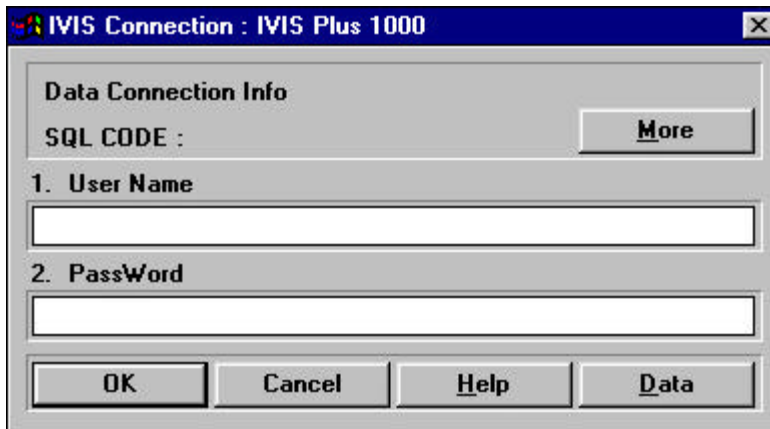 IVIS Connection : IVIS Plus 1000
Data Connection Info
SQL CODE :
More
1. User Name
2. PassWord
OK Cancel Help Data